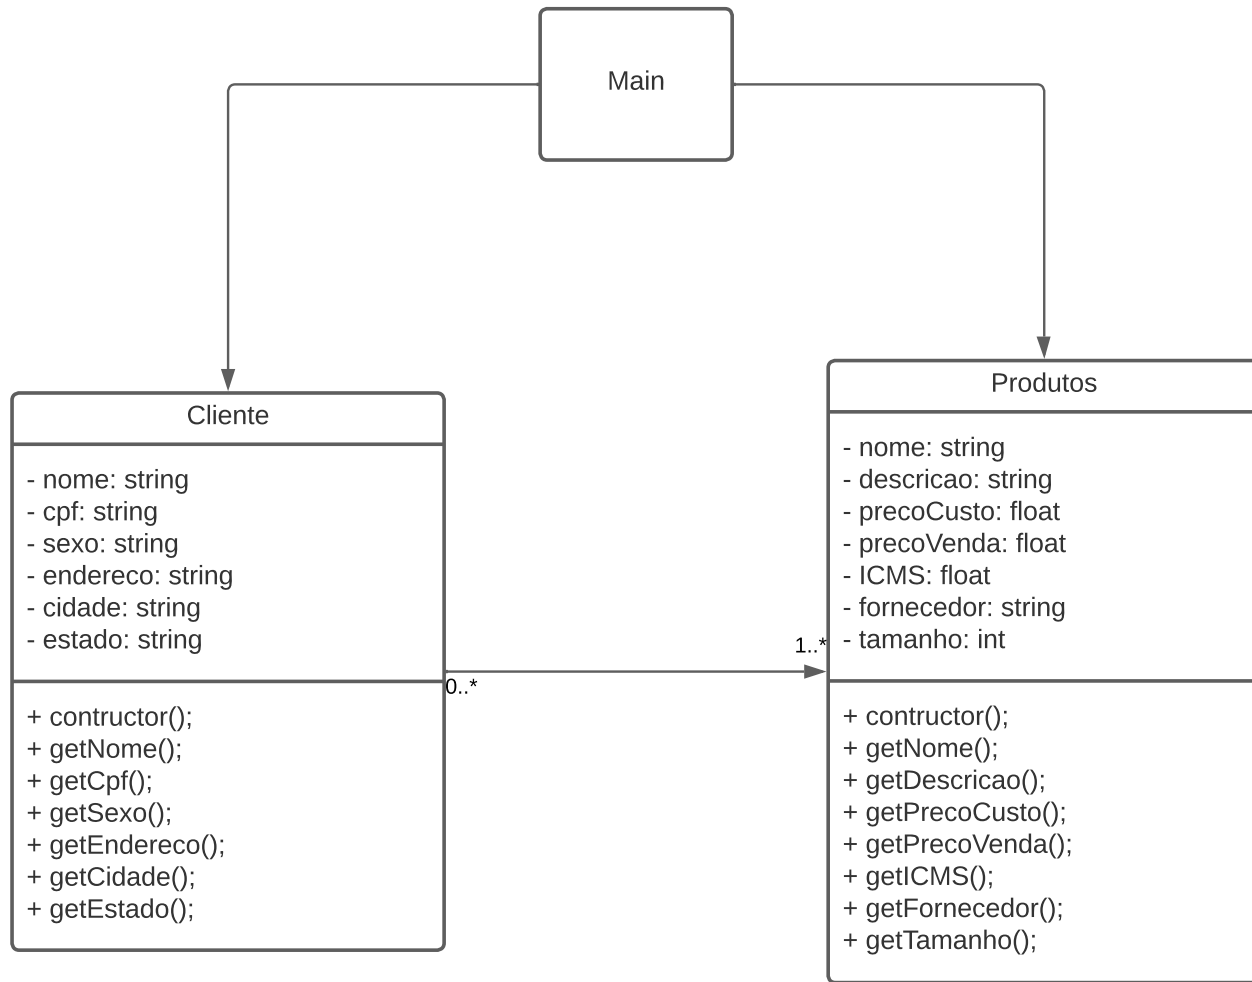 Main
Cliente
- nome: string
- cpf: string
- sexo: string
- endereco: string
- cidade: string
- estado: string
+ contructor();
+ getNome();
+ getCpf();
+ getSexo();
+ getEndereco();
+ getCidade();
+ getEstado();
0..*
1..*
Produtos
- nome: string
- descricao: string
- precoCusto: float
- precoVenda: float
- ICMS: float
- fornecedor: string
- tamanho: int
+ contructor();
+ getNome();
+ getDescricao();
+ getPrecoCusto();
+ getPrecoVenda();
+ getICMS();
+ getFornecedor();
+ getTamanho();